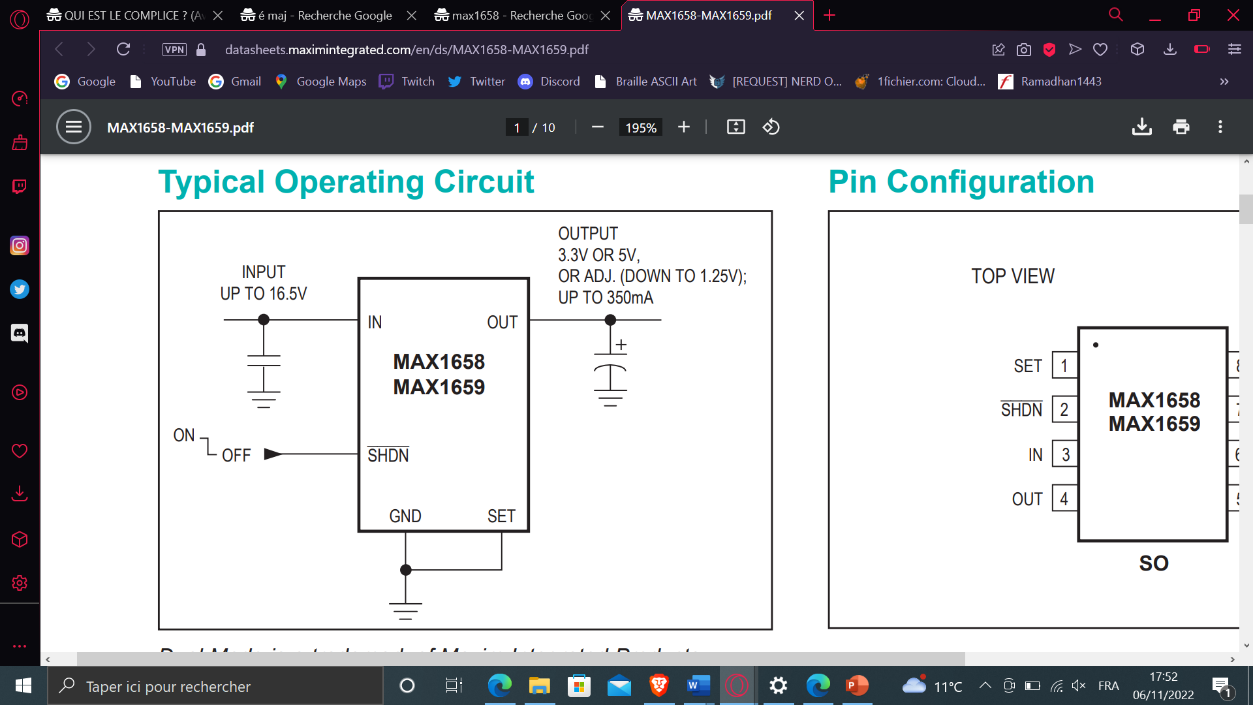 QUI EST LE COMPLICE ? (A
é maj - Recherche Google
max1658 - Recherche Goo
MAX1658-MAX1659.pdf
VPN
datasheets.maximintegrated.com/en/ds/MAX1658-MAX1659.pdf
Google
YouTube
Gmail
Google Maps
Twitch
Twitter
Discord
Braille ASCII Art
[REQUEST] NERD O...
1fichier.com: Cloud...
Ramadhan1443
MAX1658-MAX1659.pdf
1 / 10
195%
Typical Operating Circuit
INPUT
UP TO 16.5V
OUTPUT
3.3V OR 5V,
OR ADJ. (DOWN TO 1.25V);
UP TO 350mA
IN
OUT
MAX1658
MAX1659
+
ON
OFF
SHDN
GND
SET
Pin Configuration
TOP VIEW
SET 1
SHDN 2
IN 3
OUT 4
MAX1658
MAX1659
SO
Taper ici pour rechercher
11°C
FRA
17:52
06/11/2022
1